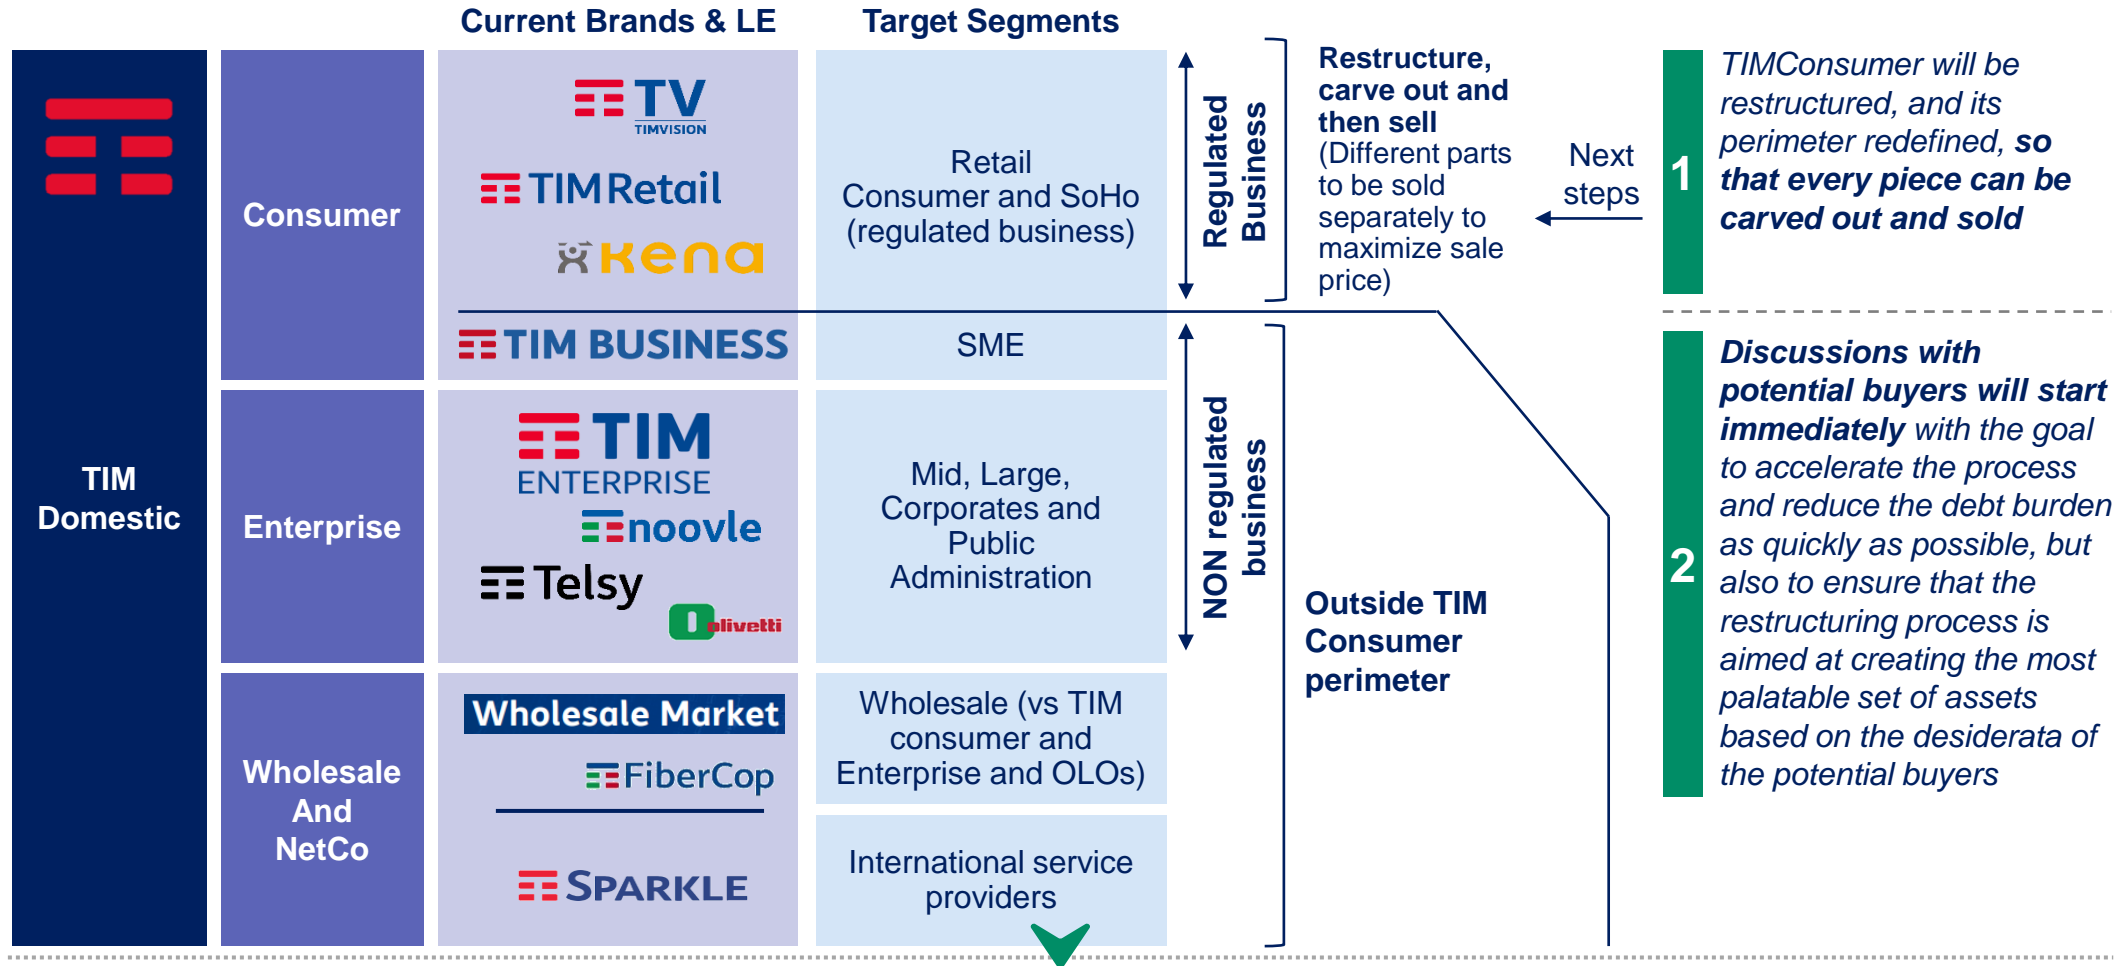 Current Brands & LE
Target Segments
TIM
Domestic
Consumer
TV
TIMVISION
TIMRetail
kena
TIM BUSINESS
Retail
Consumer and SoHo
(regulated business)
SME
Enterprise
TIM
ENTERPRISE
noovle
Telsy
olivetti
Mid, Large,
Corporates and
Public
Administration
Wholesale
And
NetCo
Wholesale Market
FiberCop
SPARKLE
Wholesale (vs TIM
consumer and
Enterprise and OLOs)
International service
providers
Regulated
Business
NON regulated
business
Restructure,
carve out and
then sell
(Different parts
to be sold
separately to
maximize sale
price)
Outside TIM
Consumer
perimeter
Next
steps
1
TIMConsumer will be
restructured, and its
perimeter redefined, so
that every piece can be
carved out and sold
2
Discussions with
potential buyers will start
immediately with the goal
to accelerate the process
and reduce the debt burden
as quickly as possible, but
also to ensure that the
restructuring process is
aimed at creating the most
palatable set of assets
based on the desiderata of
the potential buyers